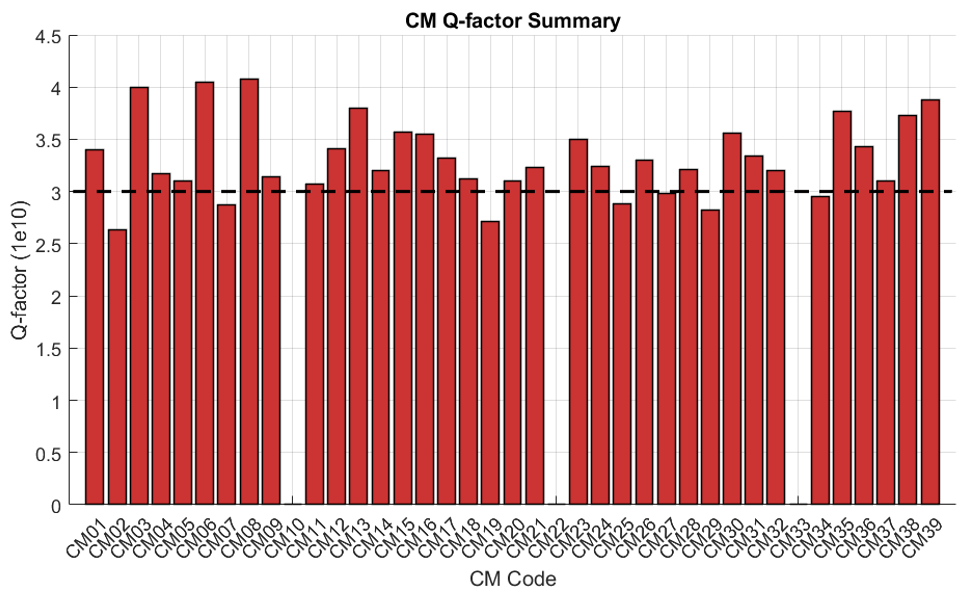 CM Q-factor Summary
4.5
4
3.5
3
2.5
2
1.5
1
0.5
0
Q-factor (1e10)
CM01
CM02
CM03
CM04
CM05
CM06
CM07
CM08
CM09
CM10
CM11
CM12
CM13
CM14
CM15
CM16
CM17
CM18
CM19
CM20
CM21
CM22
CM23
CM24
CM25
CM26
CM27
CM28
CM29
CM30
CM31
CM32
CM33
CM34
CM35
CM36
CM37
CM38
CM39
CM Code